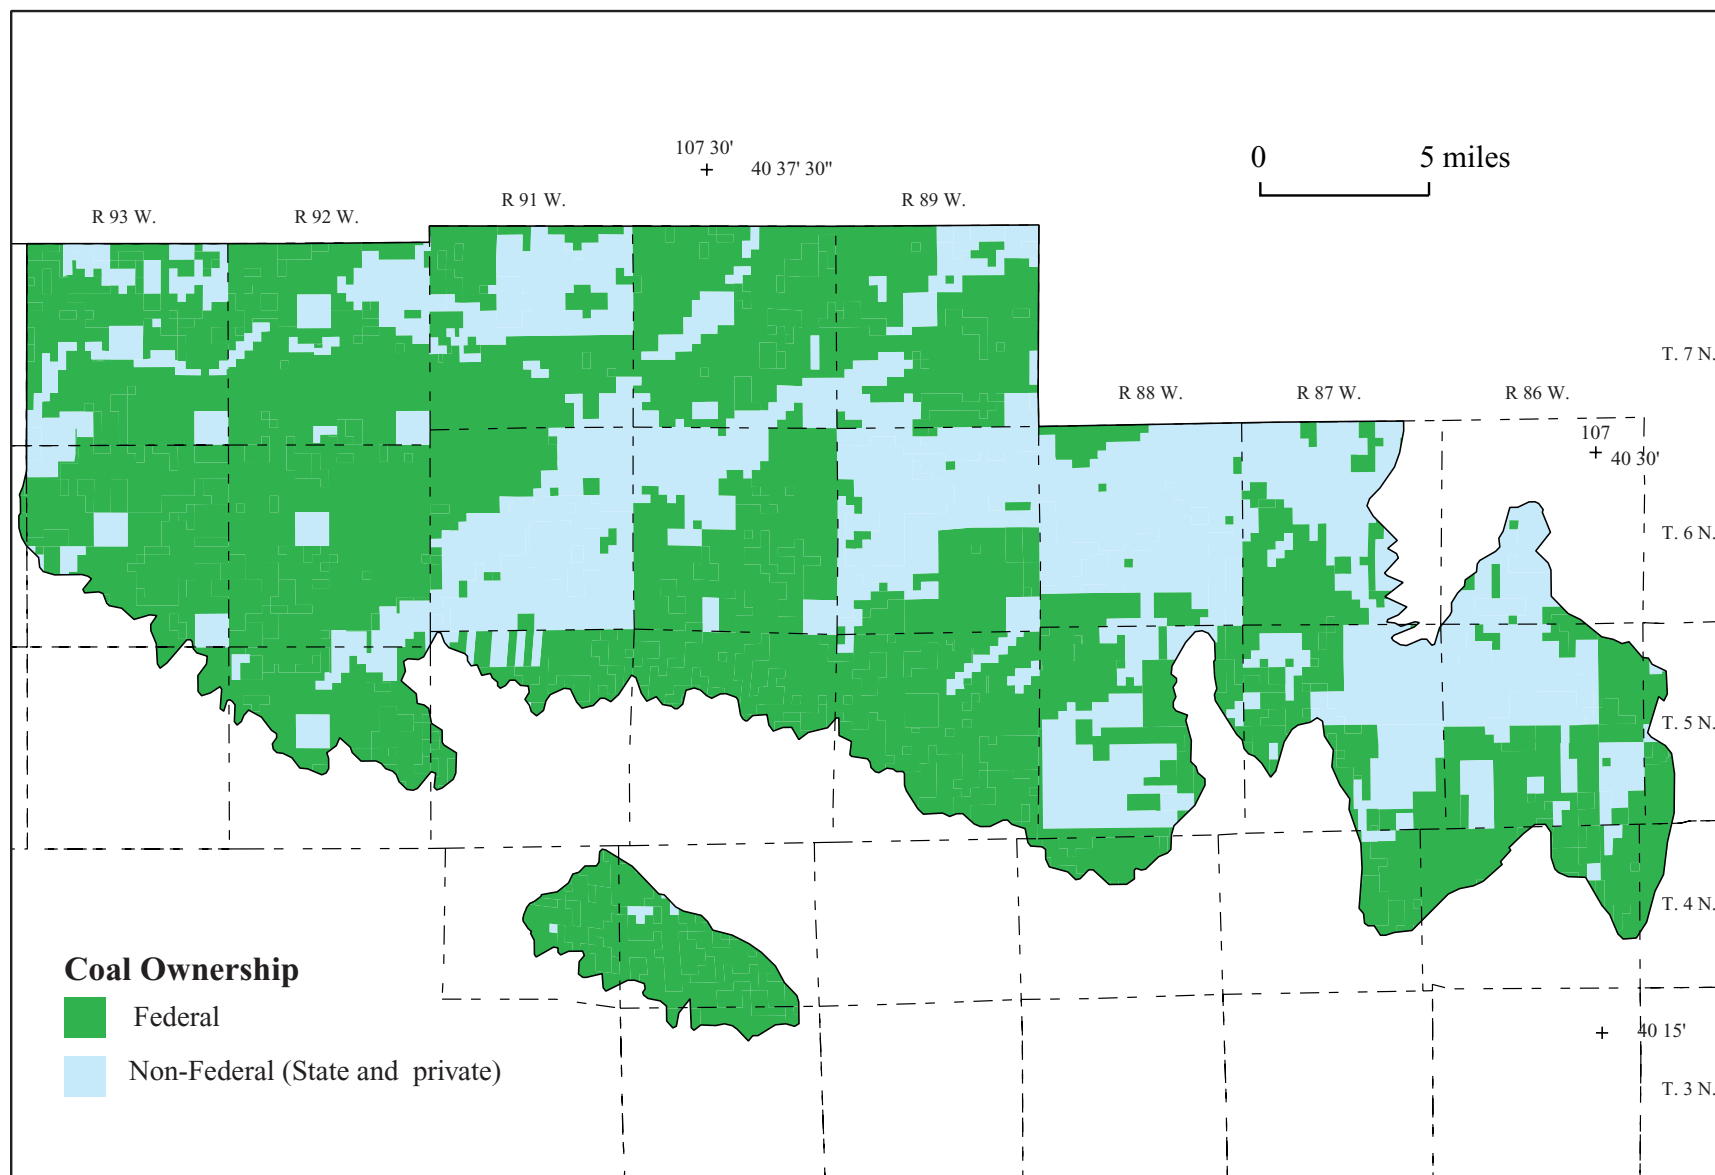 107 30'
40 37' 30"
0 5 miles
R 93 W. R 92 W. R 91 W. R 89 W.
T. 7 N.
R 88 W. R 87 W. R 86 W.
107
40 30'
T. 6 N.
T. 5 N.
T. 4 N.
Coal Ownership
Federal
Non-Federal (State and private)
40 15'
T. 3 N.